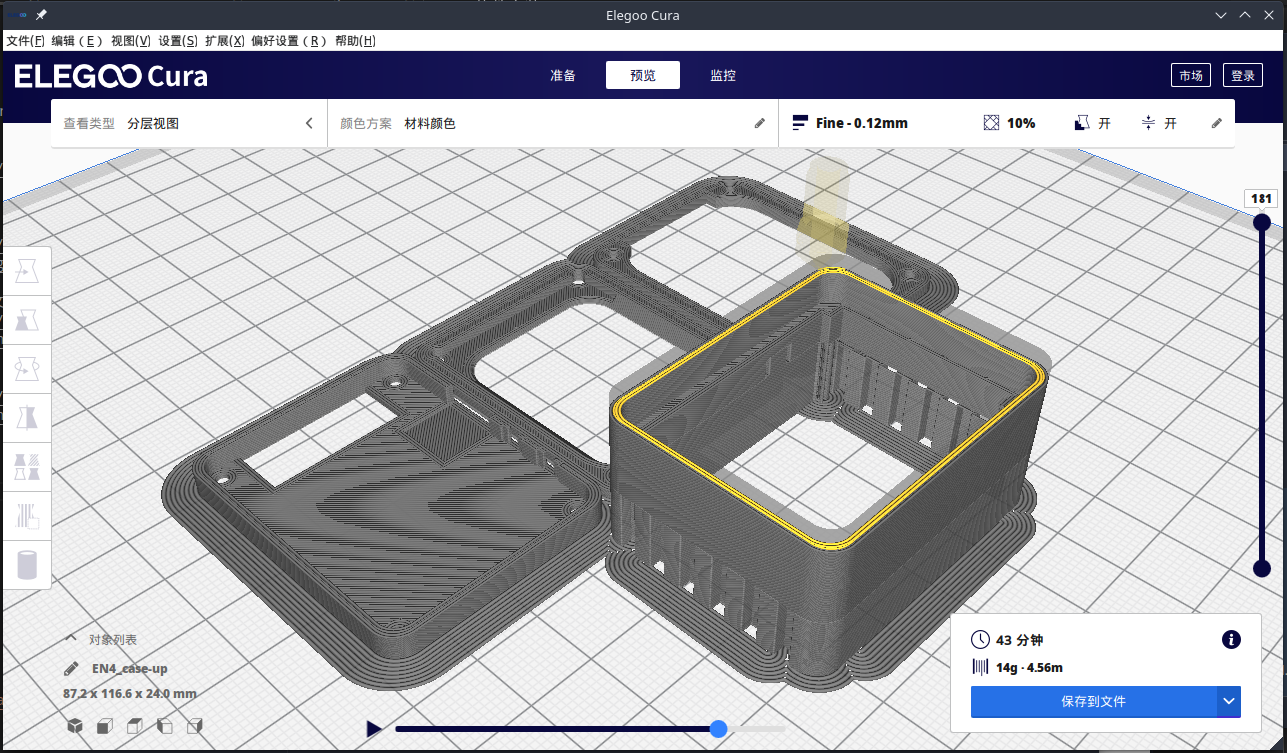 Elegoo Cura
文件(F) 编辑（E） 视图(V) 设置(S) 扩展(X) 偏好设置（R） 帮助(H)
ELEGOO Cura 准备 预览 监控 市场 登录
查看类型 分层视图 颜色方案 材料颜色 Fine - 0.12mm 10% 开 开
181
对象列表
EN4_case-up
87.2 x 116.6 x 24.0 mm
43 分钟
14g · 4.56m
保存到文件